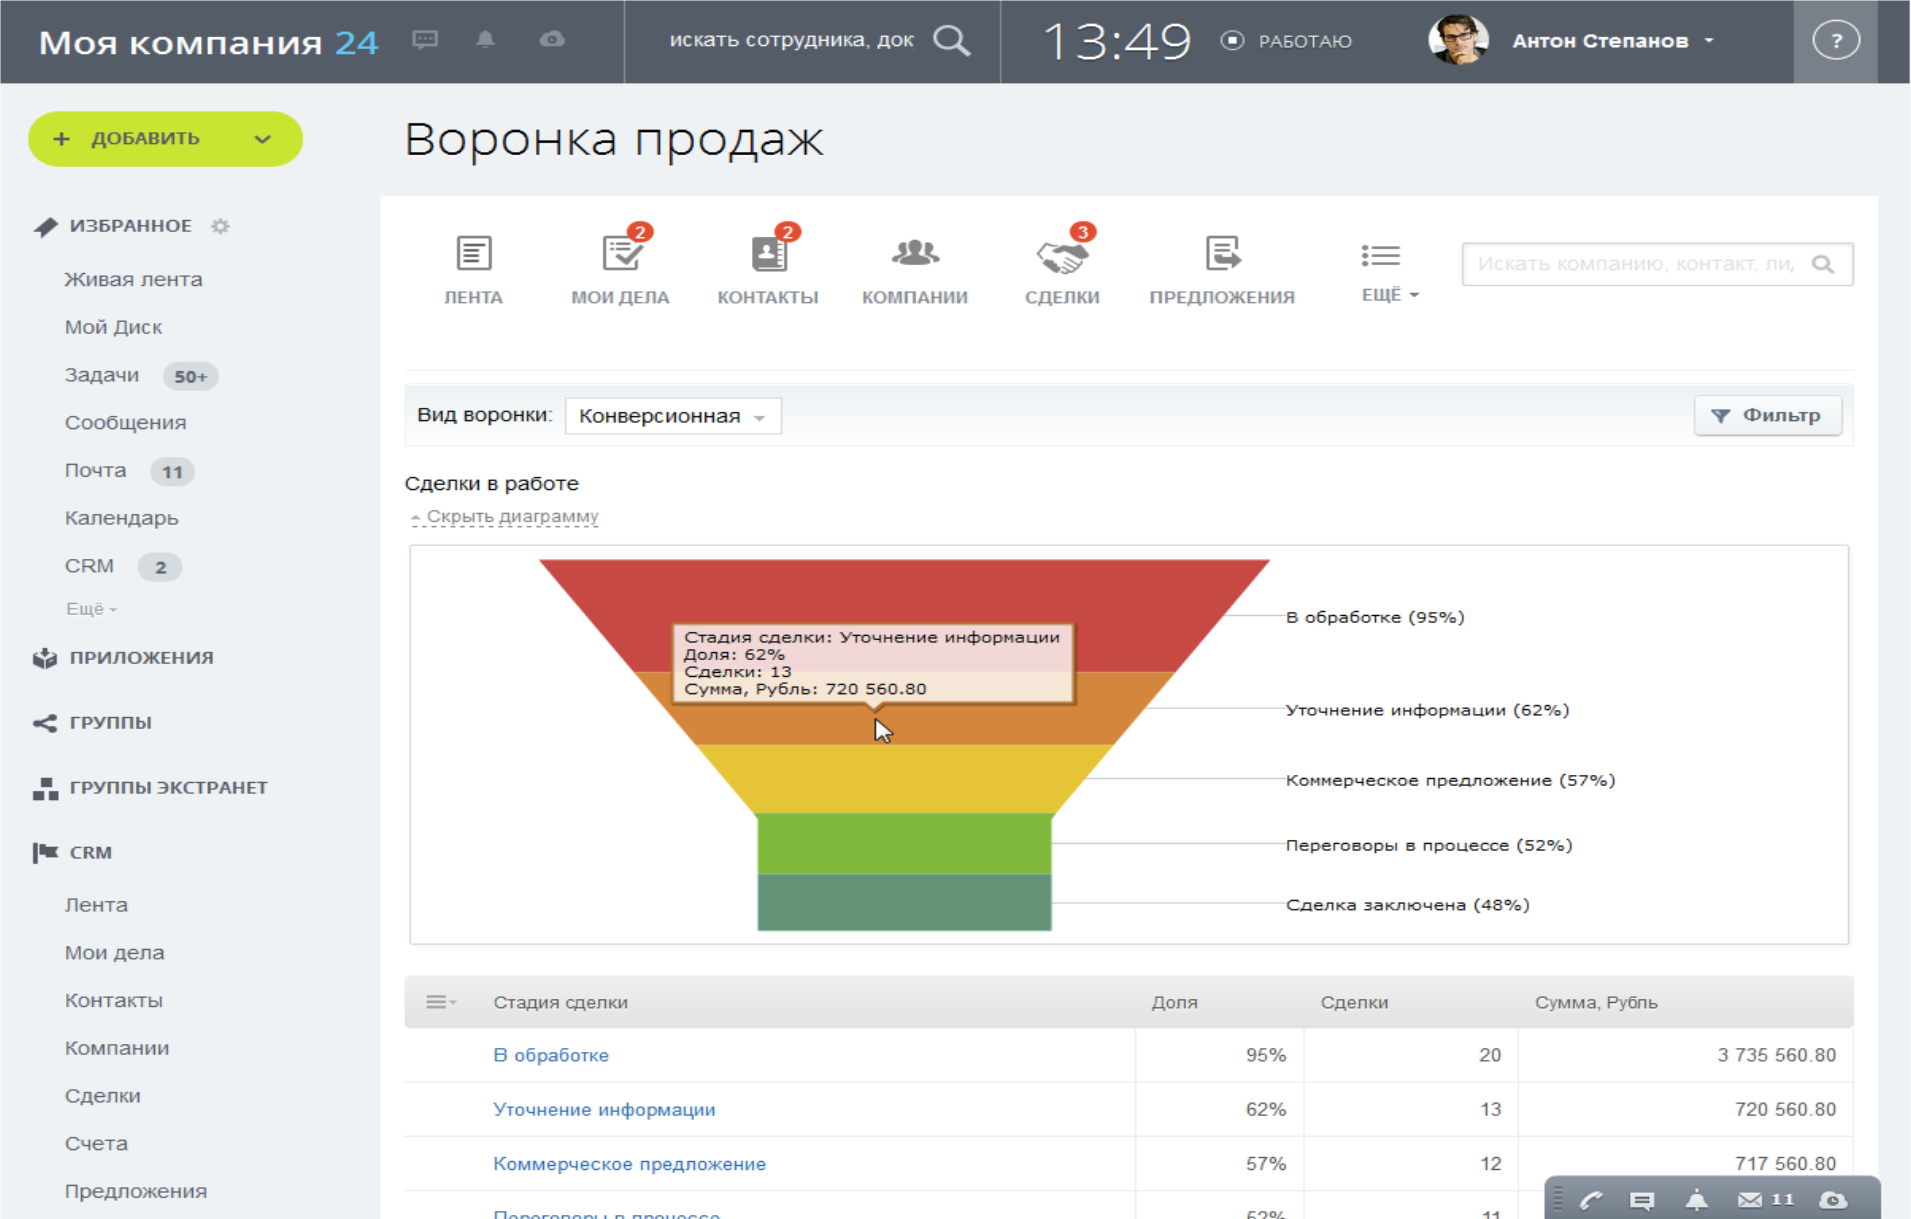 Моя компания 24
искать сотрудника, док
13:49
РАБОТАЮ
Антон Степанов
?
+ ДОБАВИТЬ
ИЗБРАННОЕ
Живая лента
Мой Диск
Задачи 50+
Сообщения
Почта 11
Календарь
CRM 2
Ещё
ПРИЛОЖЕНИЯ
ГРУППЫ
ГРУППЫ ЭКСТРАНЕТ
CRM
Лента
Мои дела
Контакты
Компании
Сделки
Счета
Предложения
Воронка продаж
2 2 3
ЛЕНТА МОИ ДЕЛА КОНТАКТЫ КОМПАНИИ СДЕЛКИ ПРЕДЛОЖЕНИЯ ЕЩЁ
Искать компанию, контакт, ли,
Вид воронки: Конверсионная
Фильтр
Сделки в работе
Скрыть диаграмму
Стадия сделки: Уточнение информации
Доля: 62%
Сделки: 13
Сумма, Рубль: 720 560.80
В обработке (95%)
Уточнение информации (62%)
Коммерческое предложение (57%)
Переговоры в процессе (52%)
Сделка заключена (48%)
Стадия сделки Доля Сделки Сумма, Рубль
В обработке 95% 20 3 735 560.80
Уточнение информации 62% 13 720 560.80
Коммерческое предложение 57% 12 717 560.80
Переговоры в процессе 52% 11
11